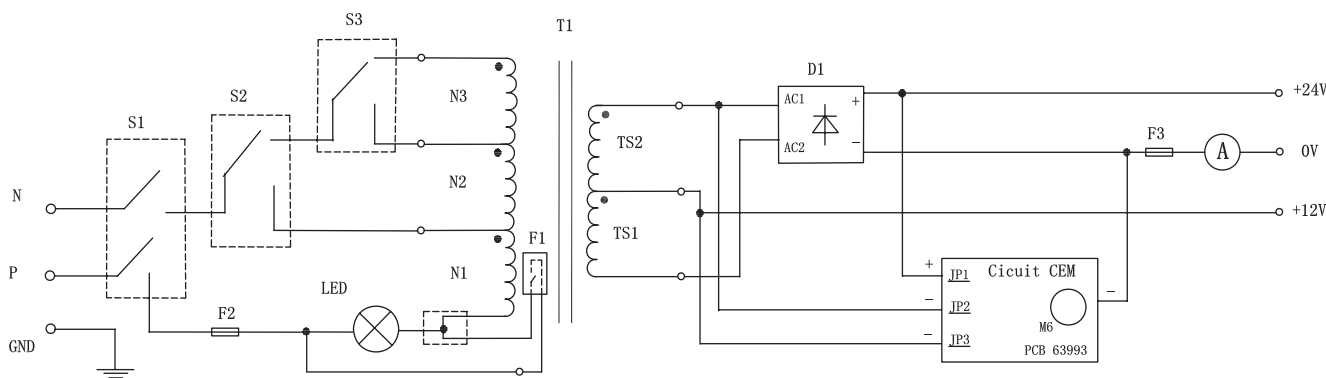 T1
S3
D1
+24V
N3
AC1
+
S2
F3
S1
TS2
AC2
−
A
0V
N2
N
+12V
TS1
F1
P
N1
+
Cicuit CEM
JP1
LED
−
JP2
−
M6
F2
−
JP3
PCB 63993
GND